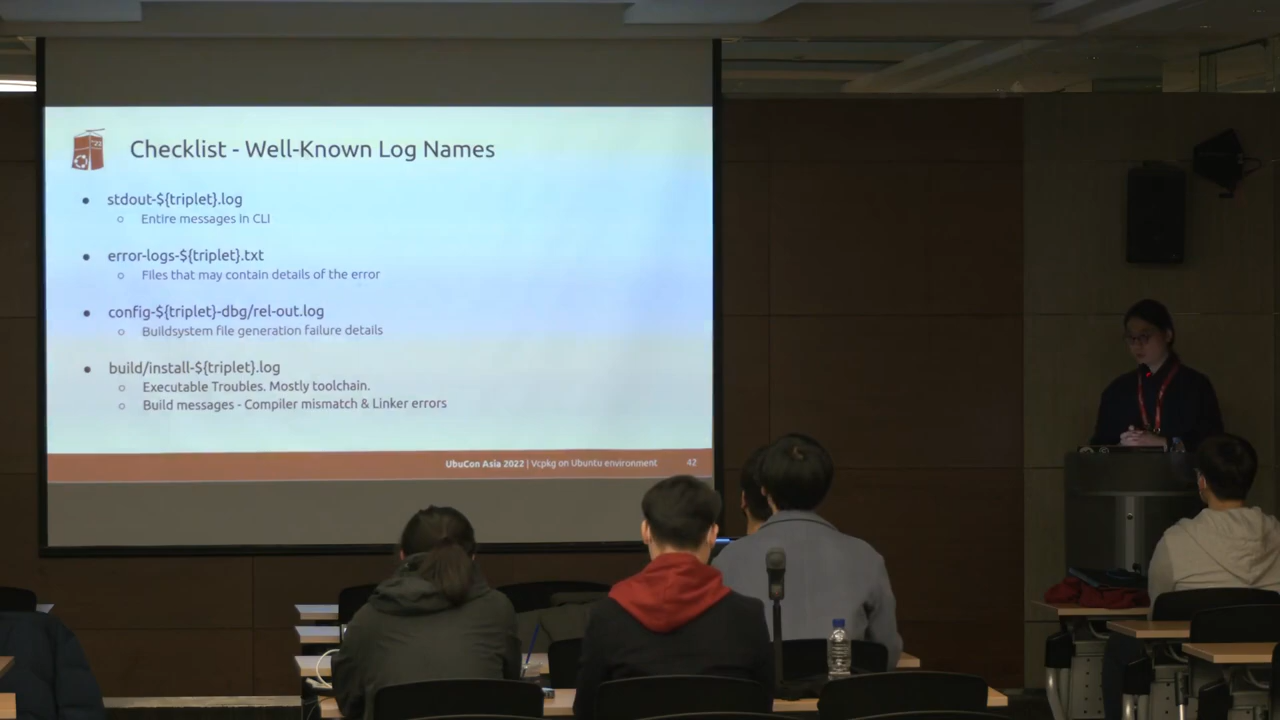 Checklist - Well-Known Log Names
stdout-${triplet}.log
Entire messages in CLI
error-logs-${triplet}.txt
Files that may contain details of the error
config-${triplet}-dbg/rel-out.log
Buildsystem file generation failure details
build/install-${triplet}.log
Executable Troubles. Mostly toolchain.
Build messages - Compiler mismatch & Linker errors
UbuCon Asia 2022 | Vcpkg on Ubuntu environment 42